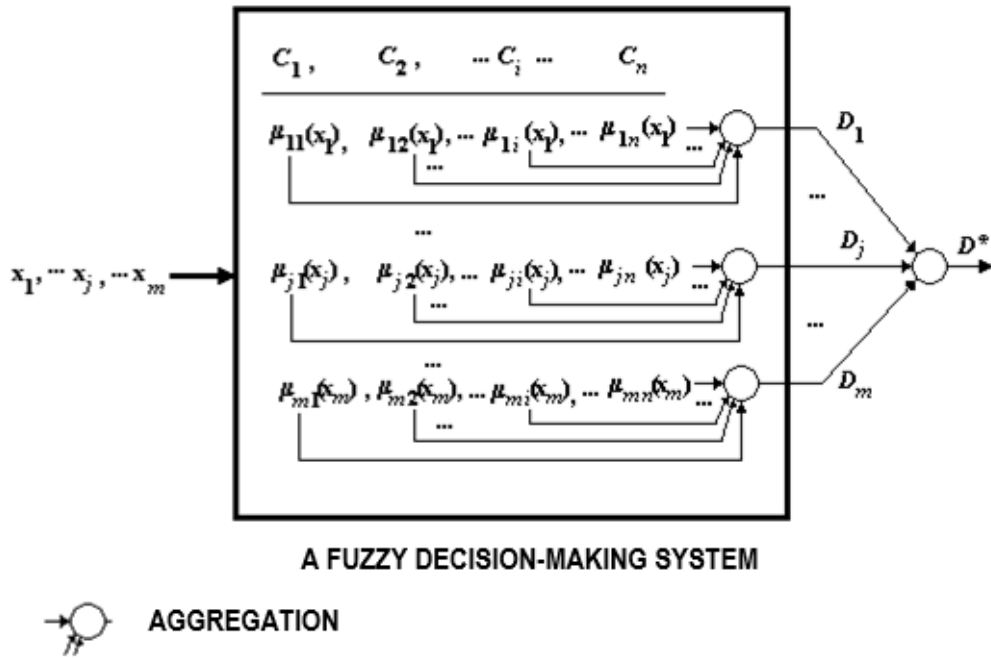 C₁ , C₂ , ... Cᵢ ... Cₙ
μ₁₁(x₁), μ₁₂(x₁), ... μ₁ᵢ (x₁), ... μ₁ₙ(x₁) ...
...
D₁
...
...
x₁, ... xⱼ , ... xₘ
μⱼ₁(xⱼ) , μⱼ₂(xⱼ), ... μⱼᵢ(xⱼ), ... μⱼₙ (xⱼ) ...
...
Dⱼ
D*
...
...
μₘ₁(xₘ) , μₘ₂(xₘ), ... μₘᵢ(xₘ), ... μₘₙ(xₘ) ...
...
Dₘ
A FUZZY DECISION-MAKING SYSTEM
AGGREGATION